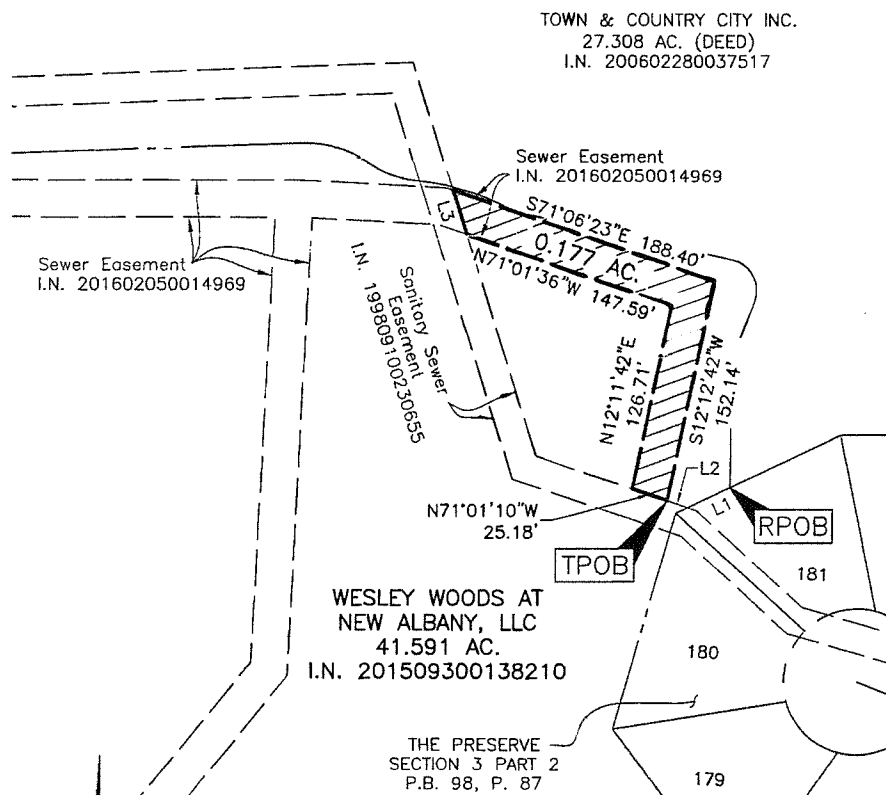 TOWN & COUNTRY CITY INC.
27.308 AC. (DEED)
I.N. 200602280037517
Sewer Easement
I.N. 201602050014969
S71°06'23"E 188.40'
L3
0.177 AC.
N71°01'36"W 147.59'
Sewer Easement
I.N. 201602050014969
Sanitary Sewer
Easement
I.N. 199809100230655
N12°11'42"E
126.71'
S12°12'42"W
152.14'
L2
N71°01'10"W
25.18'
L1
RPOB
TPOB
181
WESLEY WOODS AT
NEW ALBANY, LLC
41.591 AC.
I.N. 201509300138210
180
THE PRESERVE
SECTION 3 PART 2
P.B. 98, P. 87
179